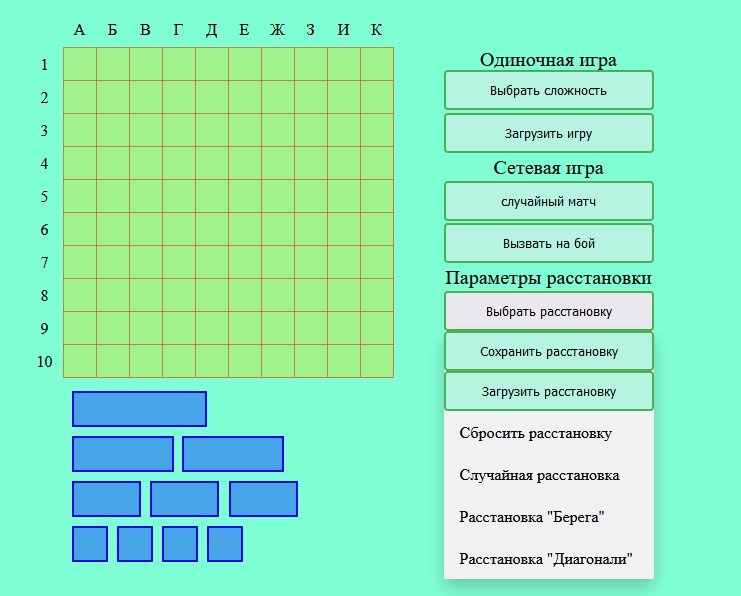 А Б В Г Д Е Ж З И К
1
2
3
4
5
6
7
8
9
10
Одиночная игра
Выбрать сложность
Загрузить игру
Сетевая игра
случайный матч
Вызвать на бой
Параметры расстановки
Выбрать расстановку
Сохранить расстановку
Загрузить расстановку
Сбросить расстановку
Случайная расстановка
Расстановка "Берега"
Расстановка "Диагонали"